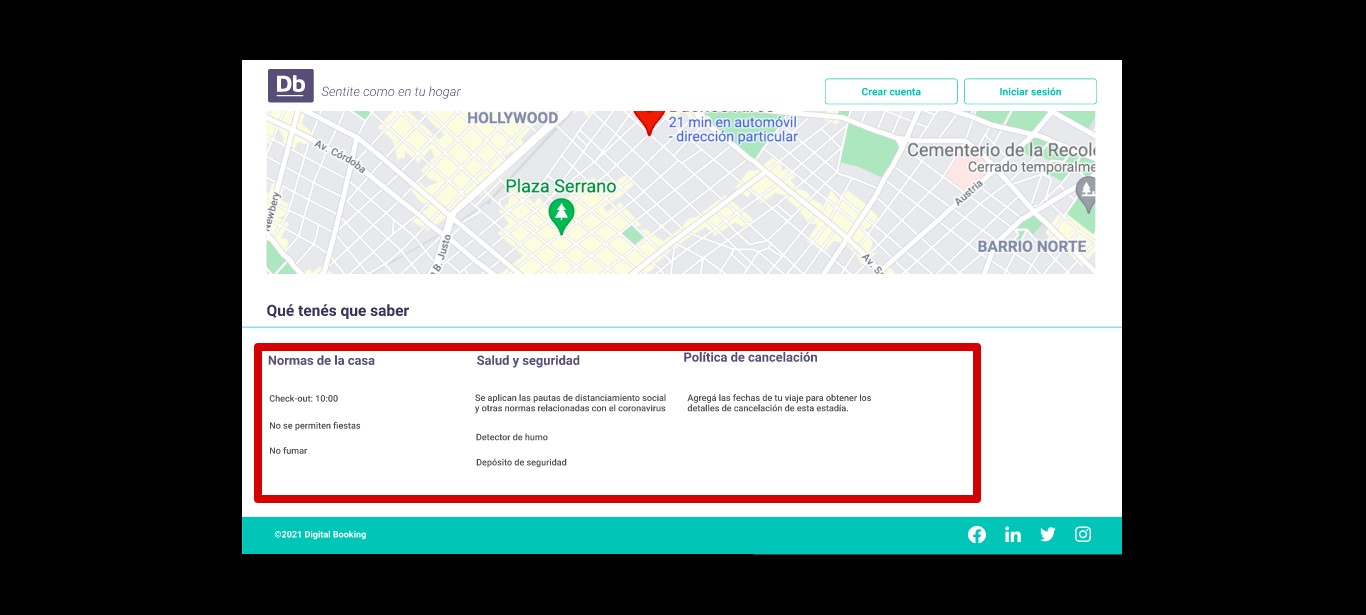 Db
Sentite como en tu hogar
Crear cuenta
Iniciar sesión
HOLLYWOOD
21 min en automóvil
- dirección particular
Av. Córdoba
Cementerio de la
Cerrado
Plaza Serrano
Austria
Newbery
B. Justo
BARRIO NORTE
Av.
Qué tenés que saber
Normas de la casa
Salud y seguridad
Política de cancelación
Check-out: 10:00
No se permiten fiestas
No fumar
Se aplican las pautas de distanciamiento social
y otras normas relacionadas con el coronavirus
Detector de humo
Depósito de seguridad
Agregá las fechas de tu viaje para obtener los
detalles de cancelación de esta estadía.
©2021 Digital Booking